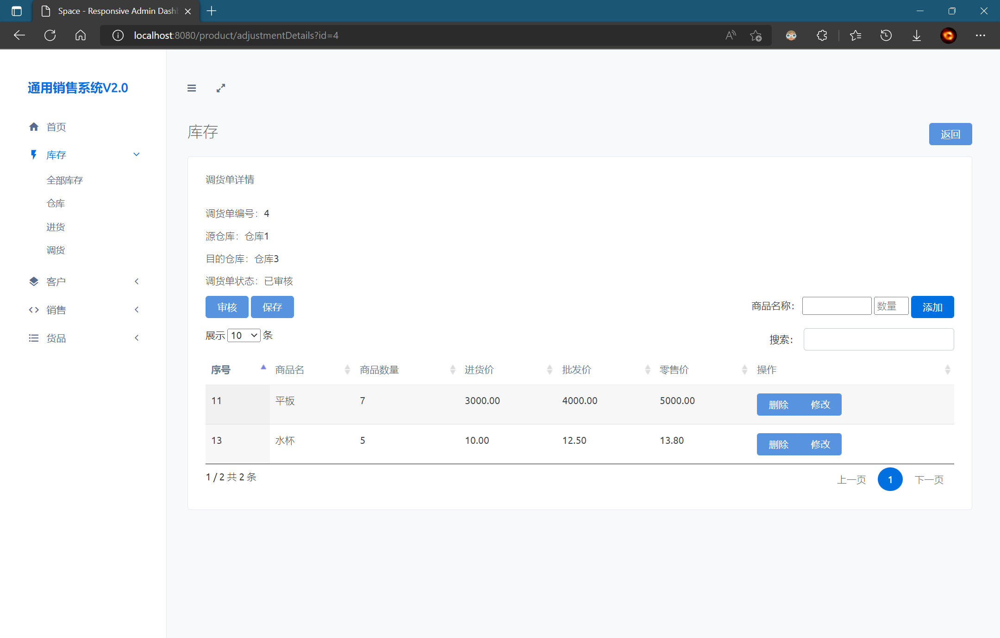 Space - Responsive Admin Dash
localhost:8080/product/adjustmentDetails?id=4
通用销售系统V2.0
首页
库存
全部库存
仓库
进货
调货
客户
销售
货品
库存
返回
调货单详情
调货单编号：4
源仓库：仓库1
目的仓库：仓库3
调货单状态：已审核
审核 保存
商品名称： 数量 添加
展示 10 条
搜索：
序号 商品名 商品数量 进货价 批发价 零售价 操作
11 平板 7 3000.00 4000.00 5000.00 删除 修改
13 水杯 5 10.00 12.50 13.80 删除 修改
1 / 2 共 2 条
上一页 1 下一页